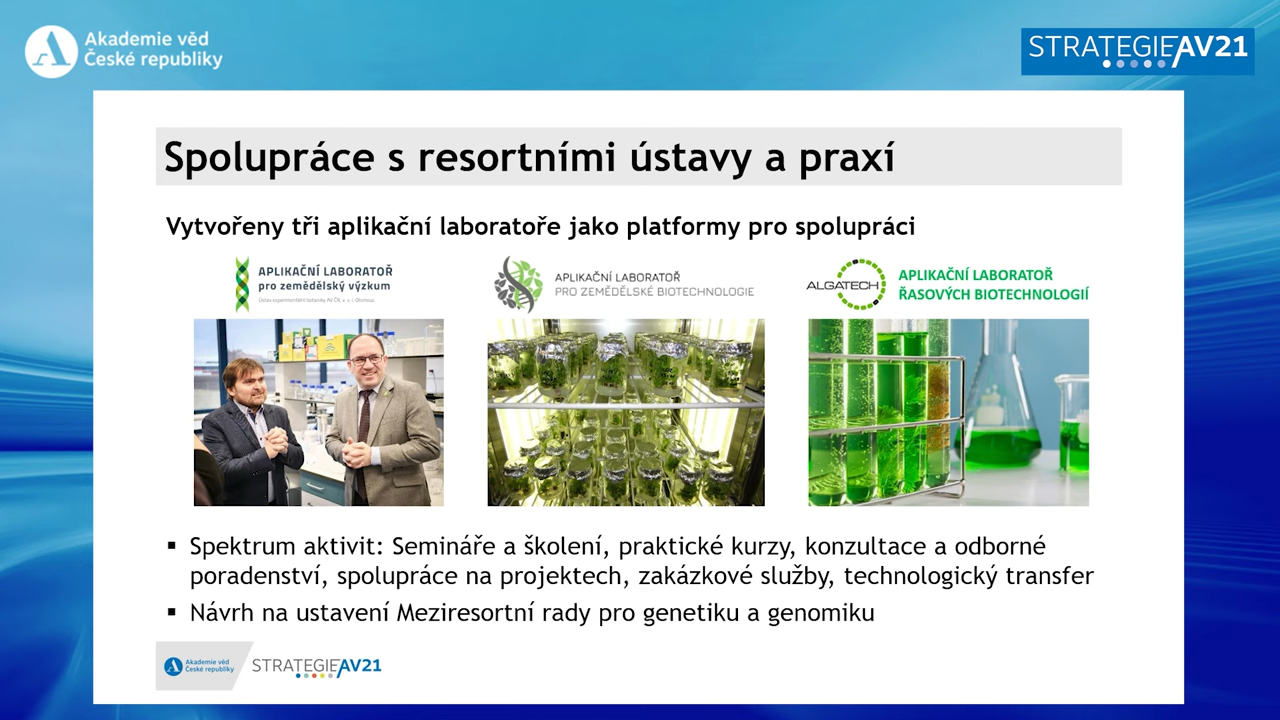 Akademie věd
České republiky
STRATEGIE AV21
Spolupráce s resortními ústavy a praxí
Vytvořeny tři aplikační laboratoře jako platformy pro spolupráci
APLIKAČNÍ LABORATOŘ
pro zemědělský výzkum
Ústav experimentální botaniky AV ČR, v. v. i. Olomouc
APLIKAČNÍ LABORATOŘ
PRO ZEMĚDĚLSKÉ BIOTECHNOLOGIE
ALGATECH
APLIKAČNÍ LABORATOŘ
ŘASOVÝCH BIOTECHNOLOGIÍ
▪ Spektrum aktivit: Semináře a školení, praktické kurzy, konzultace a odborné
poradenství, spolupráce na projektech, zakázkové služby, technologický transfer
▪ Návrh na ustavení Meziresortní rady pro genetiku a genomiku
Akademie věd
České republiky
STRATEGIE AV21